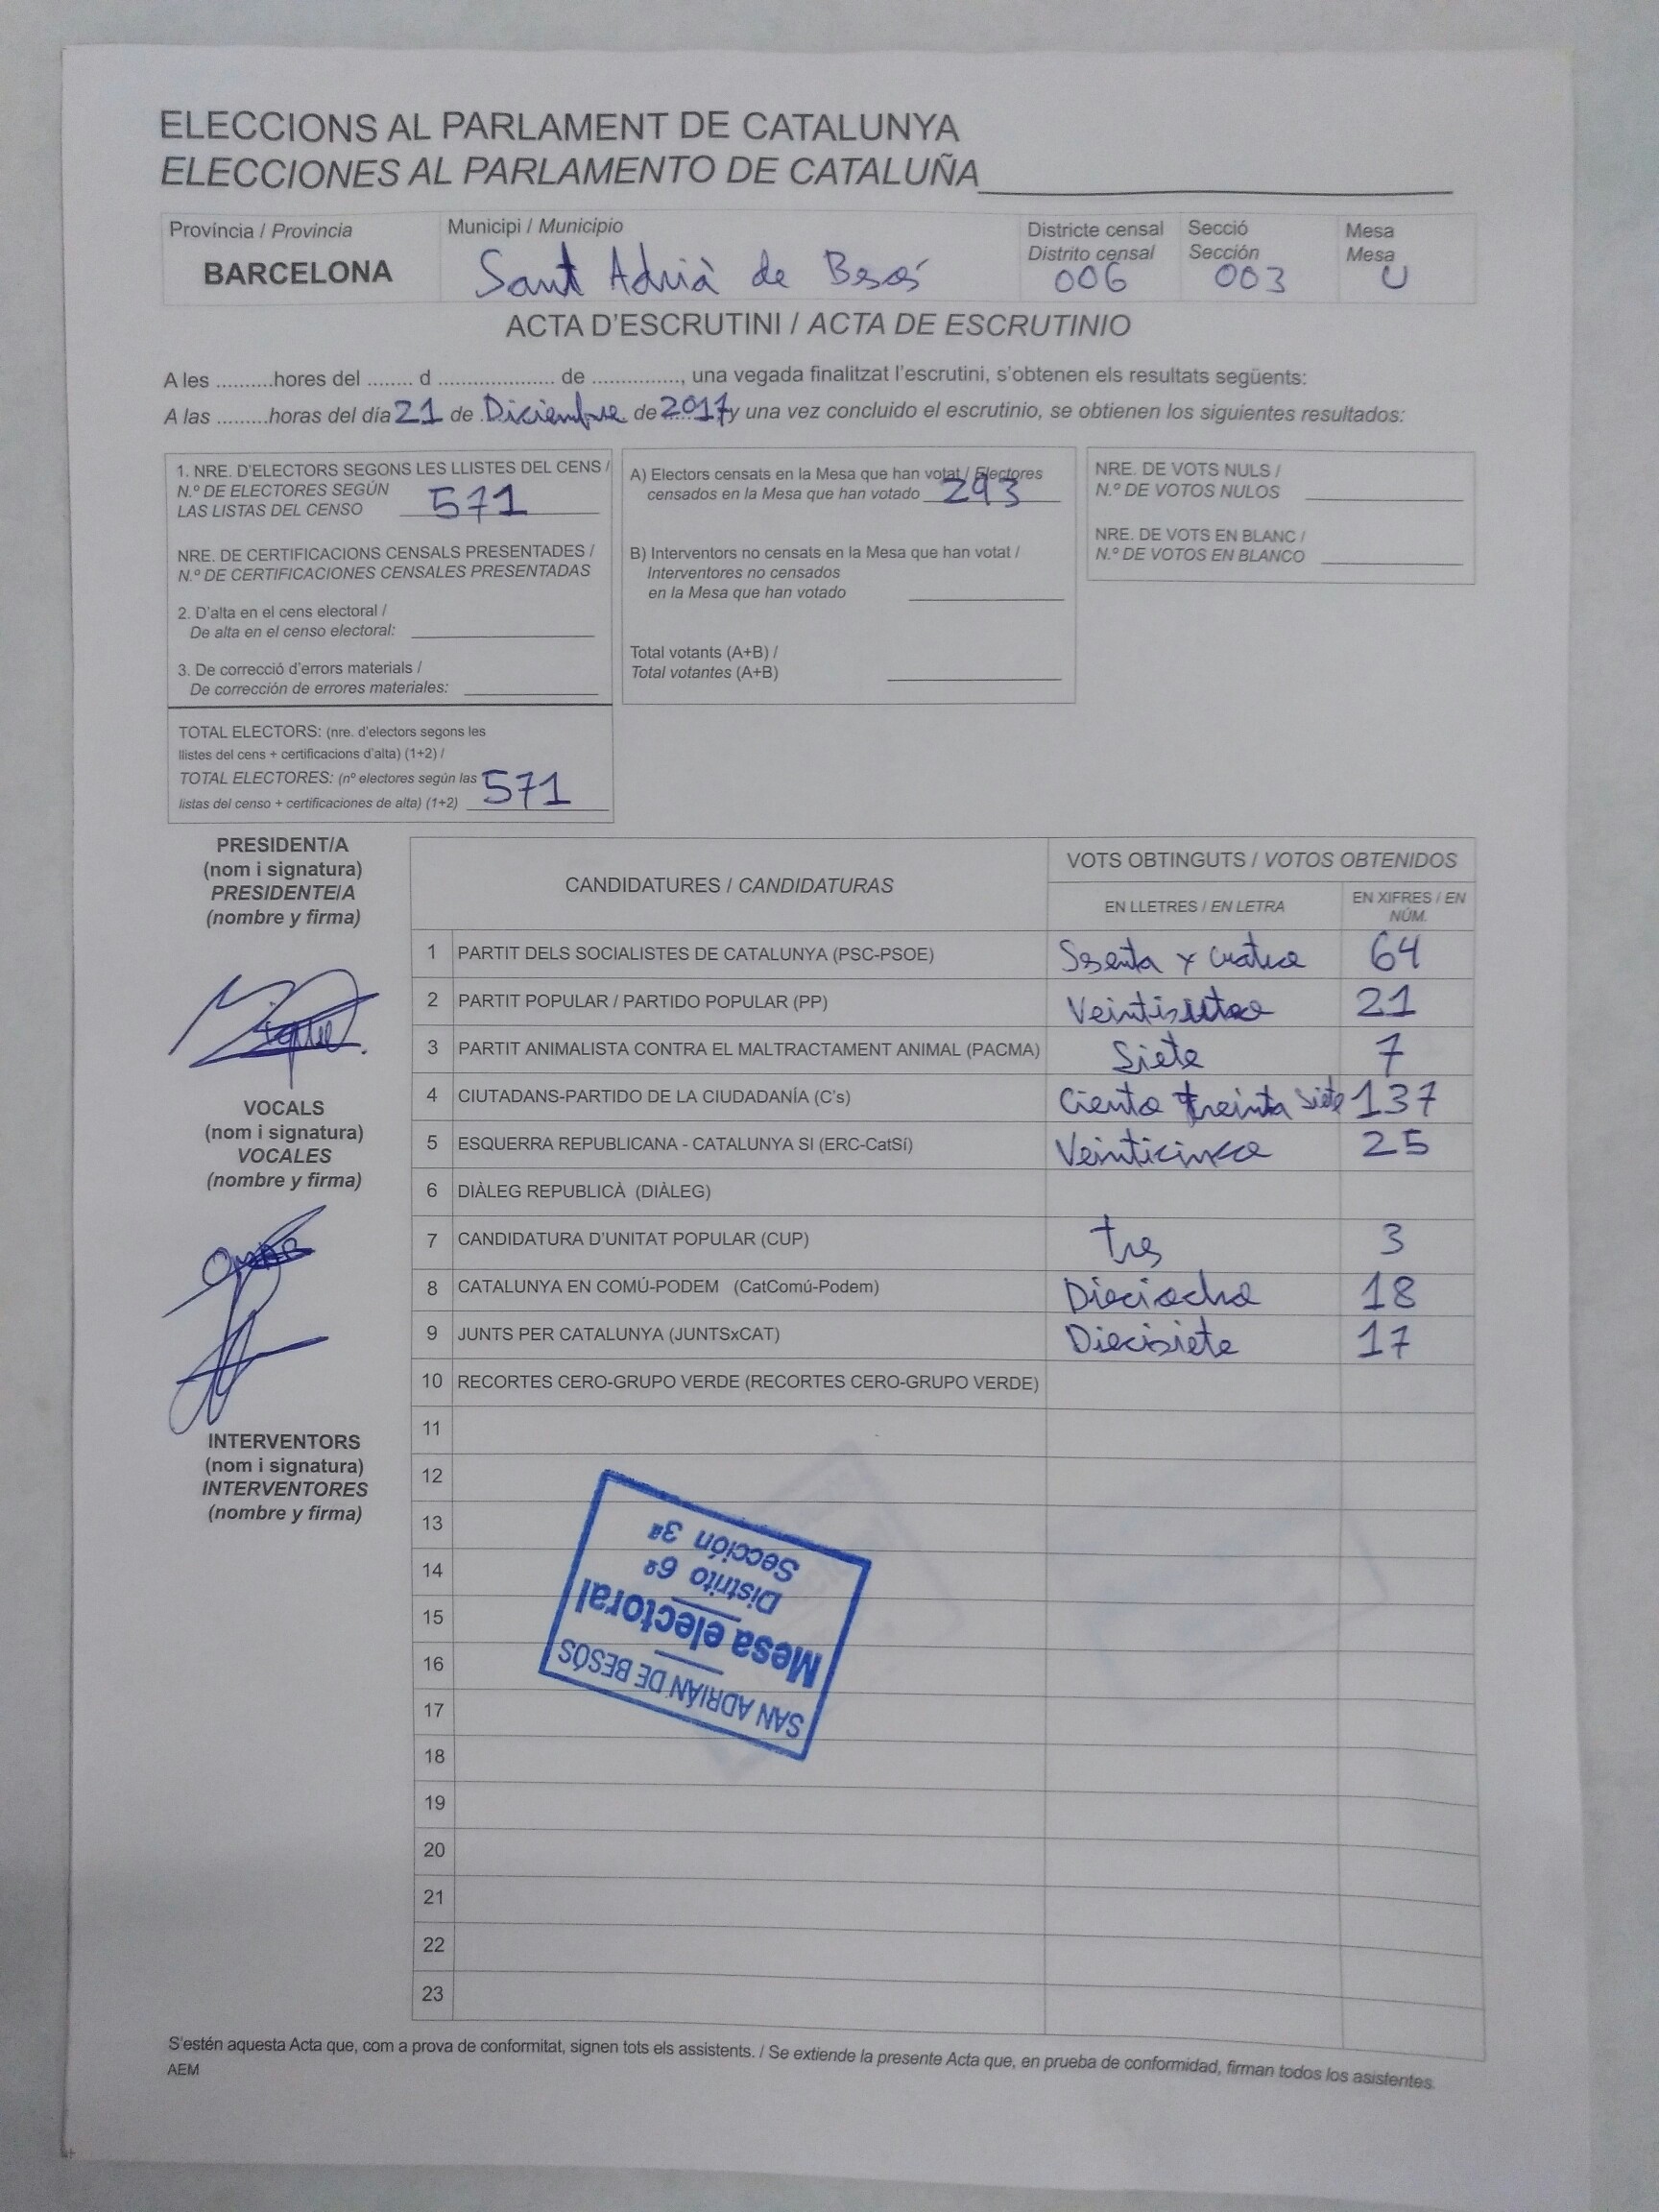 ELECCIONS AL PARLAMENT DE CATALUNYA
ELECCIONES AL PARLAMENTO DE CATALUÑA
Província / Provincia
BARCELONA
Municipi / Municipio
Sant Adrià de Besós
Districte censal
Distrito censal
006
Secció
Sección
003
Mesa
Mesa
U
ACTA D'ESCRUTINI / ACTA DE ESCRUTINIO
A les ..........hores del ........ d ..................... de ................, una vegada finalitzat l'escrutini, s'obtenen els resultats següents:
A las .........horas del día 21 de Diciembre de 2017 y una vez concluido el escrutinio, se obtienen los siguientes resultados:
1. NRE. D'ELECTORS SEGONS LES LLISTES DEL CENS /
N.º DE ELECTORES SEGÚN
LAS LISTAS DEL CENSO 571
NRE. DE CERTIFICACIONS CENSALS PRESENTADES /
N.º DE CERTIFICACIONES CENSALES PRESENTADAS
2. D'alta en el cens electoral /
De alta en el censo electoral:
3. De correcció d'errors materials /
De corrección de errores materiales:
TOTAL ELECTORS: (nre. d'electors segons les
llistes del cens + certificacions d'alta) (1+2) /
TOTAL ELECTORES: (nº electores según las
listas del censo + certificaciones de alta) (1+2) 571
A) Electors censats en la Mesa que han votat / Electores
censados en la Mesa que han votado 293
B) Interventors no censats en la Mesa que han votat /
Interventores no censados
en la Mesa que han votado
Total votants (A+B) /
Total votantes (A+B)
NRE. DE VOTS NULS /
N.º DE VOTOS NULOS
NRE. DE VOTS EN BLANC /
N.º DE VOTOS EN BLANCO
PRESIDENT/A
(nom i signatura)
PRESIDENTE/A
(nombre y firma)
VOCALS
(nom i signatura)
VOCALES
(nombre y firma)
INTERVENTORS
(nom i signatura)
INTERVENTORES
(nombre y firma)
CANDIDATURES / CANDIDATURAS
VOTS OBTINGUTS / VOTOS OBTENIDOS
EN LLETRES / EN LETRA
EN XIFRES / EN
NÚM.
1 PARTIT DELS SOCIALISTES DE CATALUNYA (PSC-PSOE) Sesenta y cuatro 64
2 PARTIT POPULAR / PARTIDO POPULAR (PP) 21
3 PARTIT ANIMALISTA CONTRA EL MALTRACTAMENT ANIMAL (PACMA) Siete 7
4 CIUTADANS-PARTIDO DE LA CIUDADANÍA (C's) Ciento treinta siete 137
5 ESQUERRA REPUBLICANA - CATALUNYA SI (ERC-CatSí) Veinticinco 25
6 DIÀLEG REPUBLICÀ (DIÀLEG)
7 CANDIDATURA D'UNITAT POPULAR (CUP) tres 3
8 CATALUNYA EN COMÚ-PODEM (CatComú-Podem) Dieciocho 18
9 JUNTS PER CATALUNYA (JUNTSxCAT) Diecisiete 17
10 RECORTES CERO-GRUPO VERDE (RECORTES CERO-GRUPO VERDE)
11
12
13
14
15
16
17
18
19
20
21
22
23
SAN ADRIÁN DE BESÓS
Mesa electoral
Distrito 6º
Sección 3ª
S'estén aquesta Acta que, com a prova de conformitat, signen tots els assistents. / Se extiende la presente Acta que, en prueba de conformidad, firman todos los asistentes.
AEM